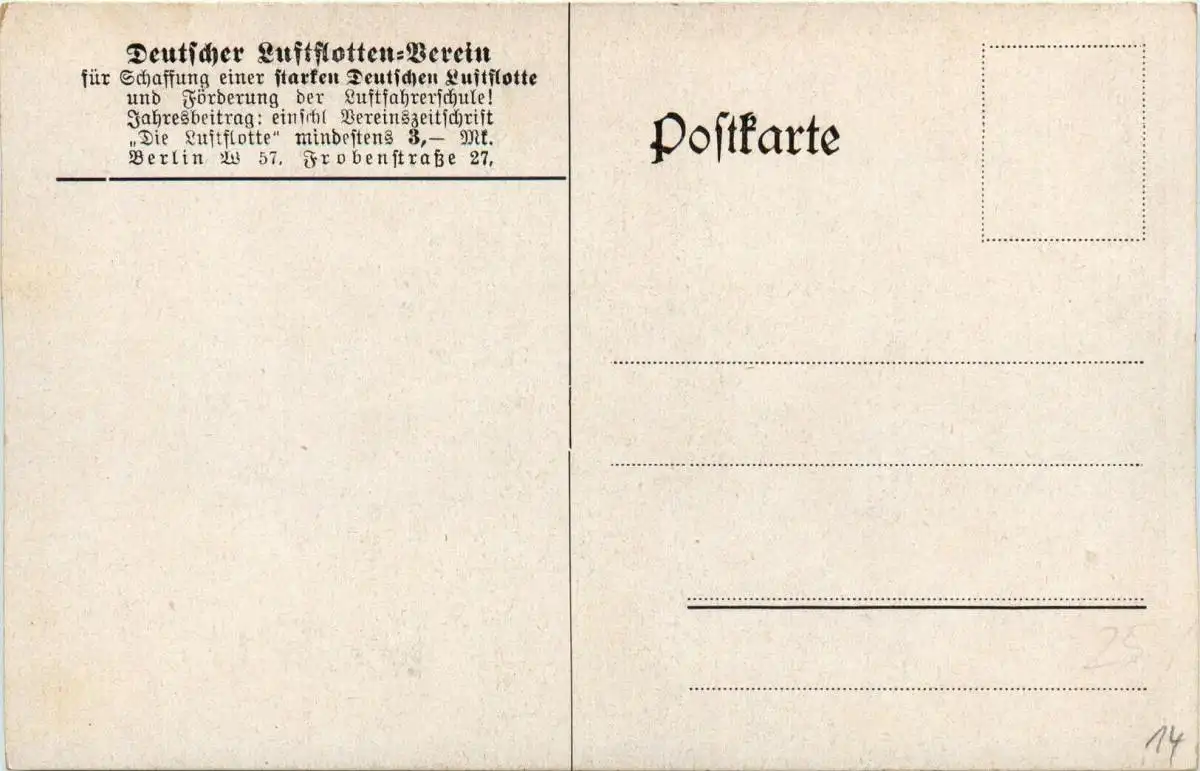 Deutscher Luftflotten=Verein
für Schaffung einer starken Deutschen Luftflotte
und Förderung der Luftfahrerschule!
Jahresbeitrag: einschl Vereinszeitschrift
„Die Luftflotte“ mindestens 3,— Mk.
Berlin W 57, Frobenstraße 27,
Postkarte
25
14